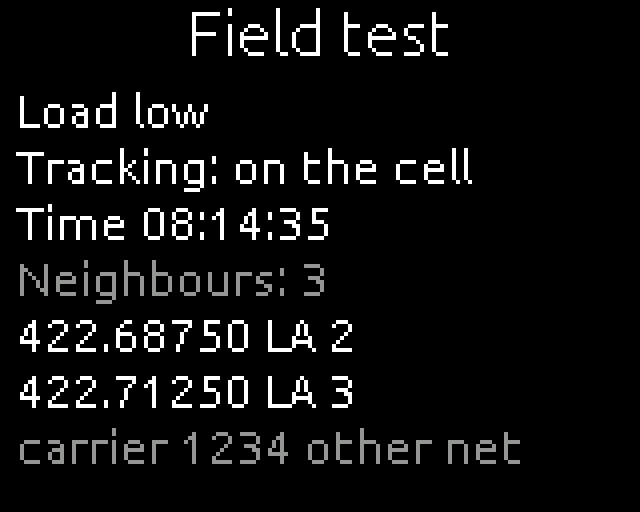 Field test
Load low
Tracking: on the cell
Time 08:14:35
Neighbours: 3
422.68750 LA 2
422.71250 LA 3
carrier 1234 other net